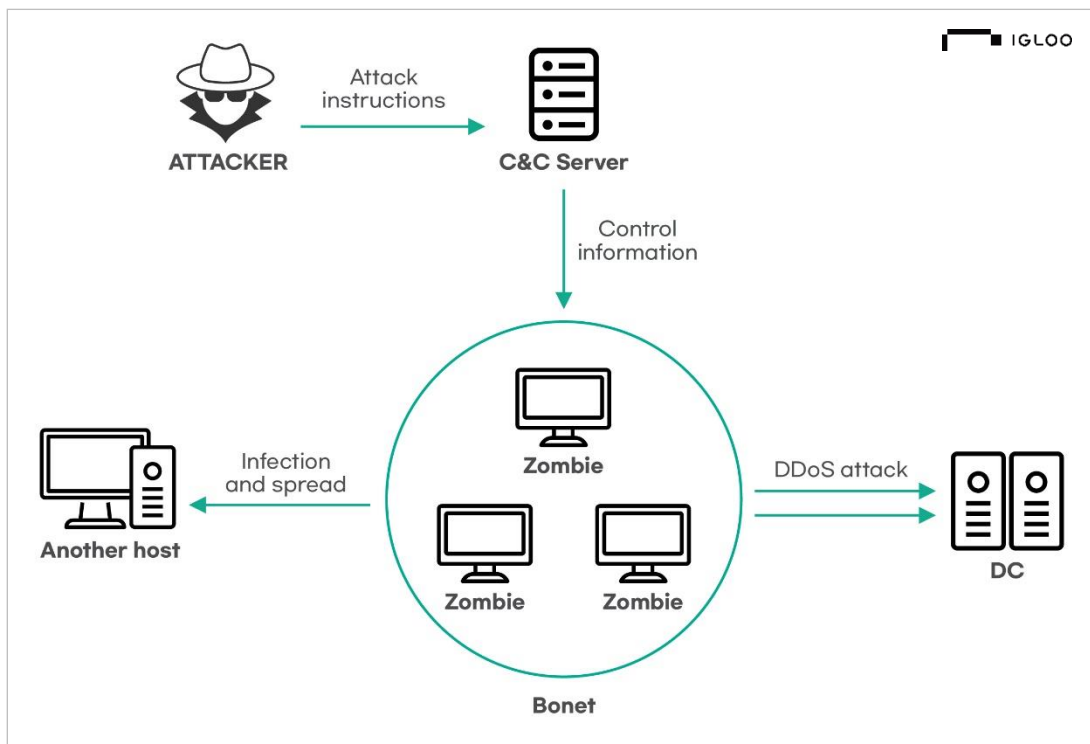 IGLOO
Attack
instructions
ATTACKER
C&C Server
Control
information
Zombie
Infection
and spread
DDoS attack
Another host
Zombie
Zombie
DC
Bonet